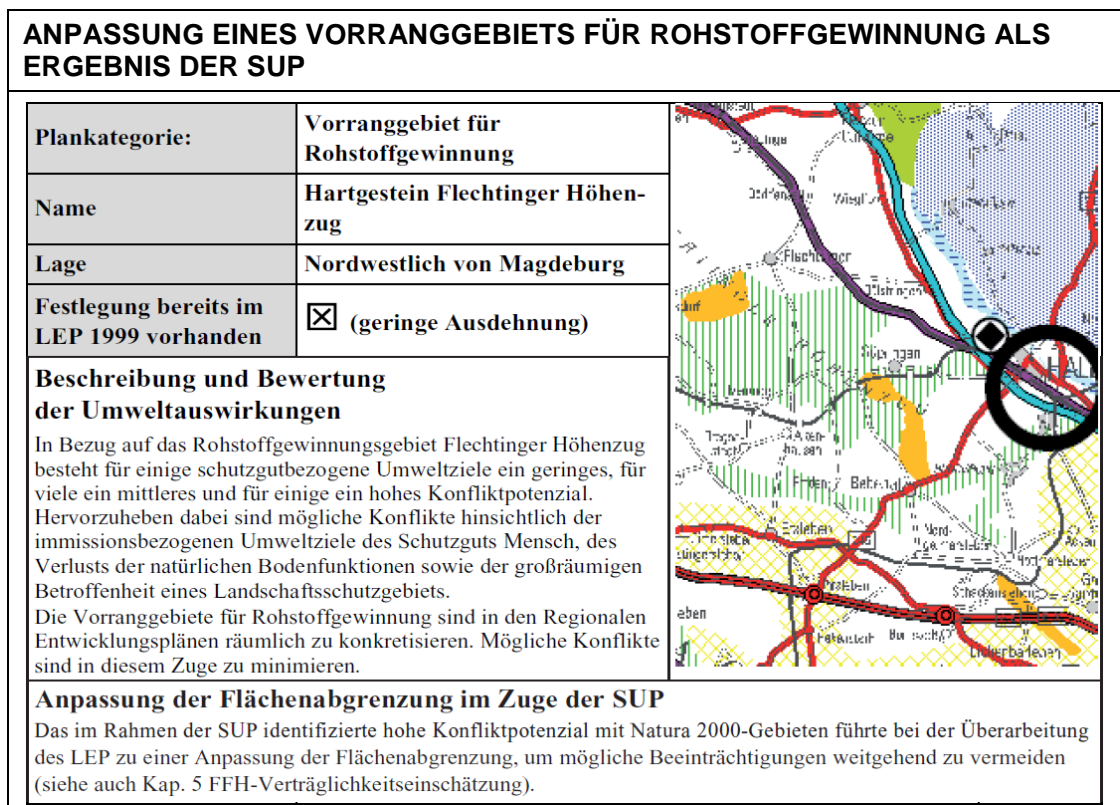 ANPASSUNG EINES VORRANGGEBIETS FÜR ROHSTOFFGEWINNUNG ALS
ERGEBNIS DER SUP
Plankategorie:
Vorranggebiet für
Rohstoffgewinnung
Name
Hartgestein Flechtinger Höhen-
zug
Lage
Nordwestlich von Magdeburg
Festlegung bereits im
LEP 1999 vorhanden
☒ (geringe Ausdehnung)
Beschreibung und Bewertung
der Umweltauswirkungen
In Bezug auf das Rohstoffgewinnungsgebiet Flechtinger Höhenzug
besteht für einige schutzgutbezogene Umweltziele ein geringes, für
viele ein mittleres und für einige ein hohes Konfliktpotenzial.
Hervorzuheben dabei sind mögliche Konflikte hinsichtlich der
immissionsbezogenen Umweltziele des Schutzguts Mensch, des
Verlusts der natürlichen Bodenfunktionen sowie der großräumigen
Betroffenheit eines Landschaftsschutzgebiets.
Die Vorranggebiete für Rohstoffgewinnung sind in den Regionalen
Entwicklungsplänen räumlich zu konkretisieren. Mögliche Konflikte
sind in diesem Zuge zu minimieren.
Anpassung der Flächenabgrenzung im Zuge der SUP
Das im Rahmen der SUP identifizierte hohe Konfliktpotenzial mit Natura 2000-Gebieten führte bei der Überarbeitung
des LEP zu einer Anpassung der Flächenabgrenzung, um mögliche Beeinträchtigungen weitgehend zu vermeiden
(siehe auch Kap. 5 FFH-Verträglichkeitseinschätzung).